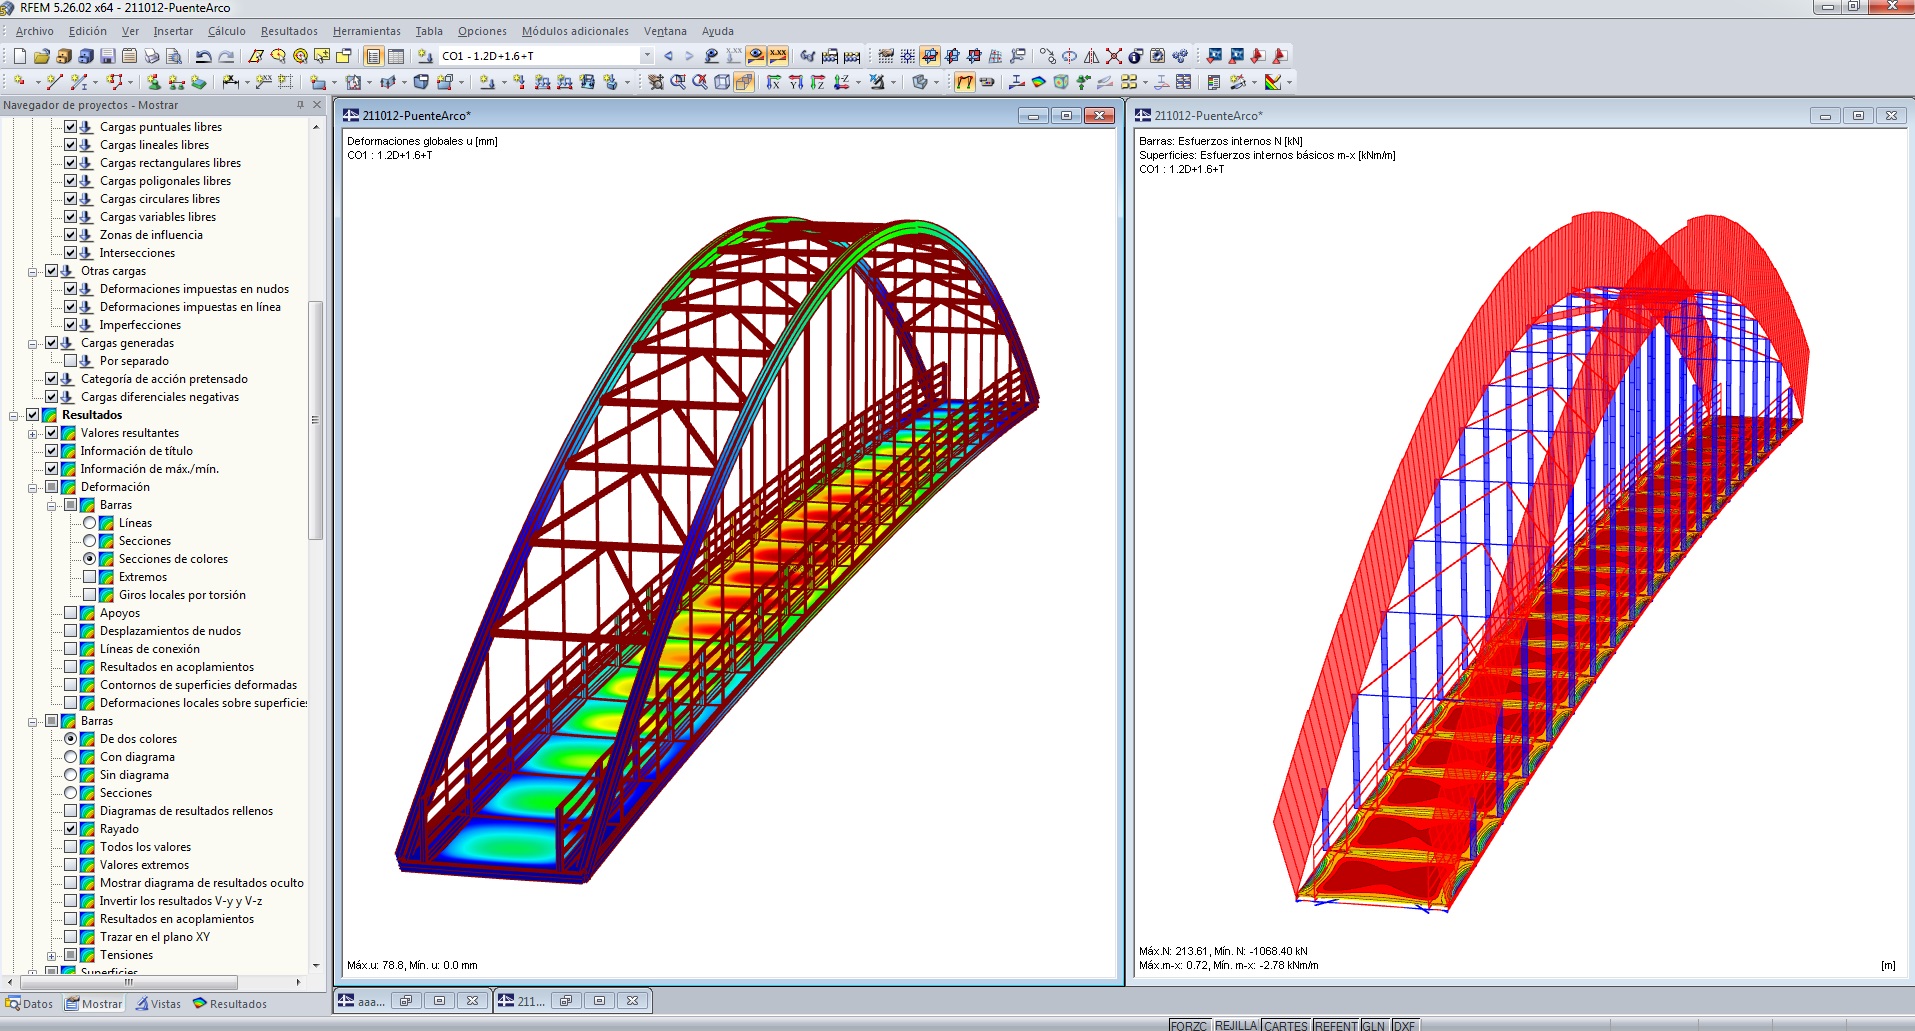 RFEM 5.26.02 x64 - 211012-PuenteArco
Archivo Edición Ver Insertar Cálculo Resultados Herramientas Tabla Opciones Módulos adicionales Ventana Ayuda
CO1 - 1.2D+1.6+T
Navegador de proyectos - Mostrar
Cargas puntuales libres
Cargas lineales libres
Cargas rectangulares libres
Cargas poligonales libres
Cargas circulares libres
Cargas variables libres
Zonas de influencia
Intersecciones
Otras cargas
Deformaciones impuestas en nudos
Deformaciones impuestas en línea
Imperfecciones
Cargas generadas
Por separado
Categoría de acción pretensado
Cargas diferenciales negativas
Resultados
Valores resultantes
Información de título
Información de máx./mín.
Deformación
Barras
Líneas
Secciones
Secciones de colores
Extremos
Giros locales por torsión
Apoyos
Desplazamientos de nudos
Líneas de conexión
Resultados en acoplamientos
Contornos de superficies deformadas
Deformaciones locales sobre superficies
Barras
De dos colores
Con diagrama
Sin diagrama
Secciones
Diagramas de resultados rellenos
Rayado
Todos los valores
Valores extremos
Mostrar diagrama de resultados oculto
Invertir los resultados V-y y V-z
Resultados en acoplamientos
Trazar en el plano XY
Tensiones
Superficies
Datos Mostrar Vistas Resultados
211012-PuenteArco*
Deformaciones globales u [mm]
CO1 : 1.2D+1.6+T
Máx.u: 78.8, Mín. u: 0.0 mm
211012-PuenteArco*
Barras: Esfuerzos internos N [kN]
Superficies: Esfuerzos internos básicos m-x [kNm/m]
CO1 : 1.2D+1.6+T
Máx.N: 213.61, Mín. N: -1068.40 kN
Máx.m-x: 0.72, Mín. m-x: -2.78 kNm/m
[m]
aaa... 211...
FORZC REJILLA CARTES REFENT GLN DXF